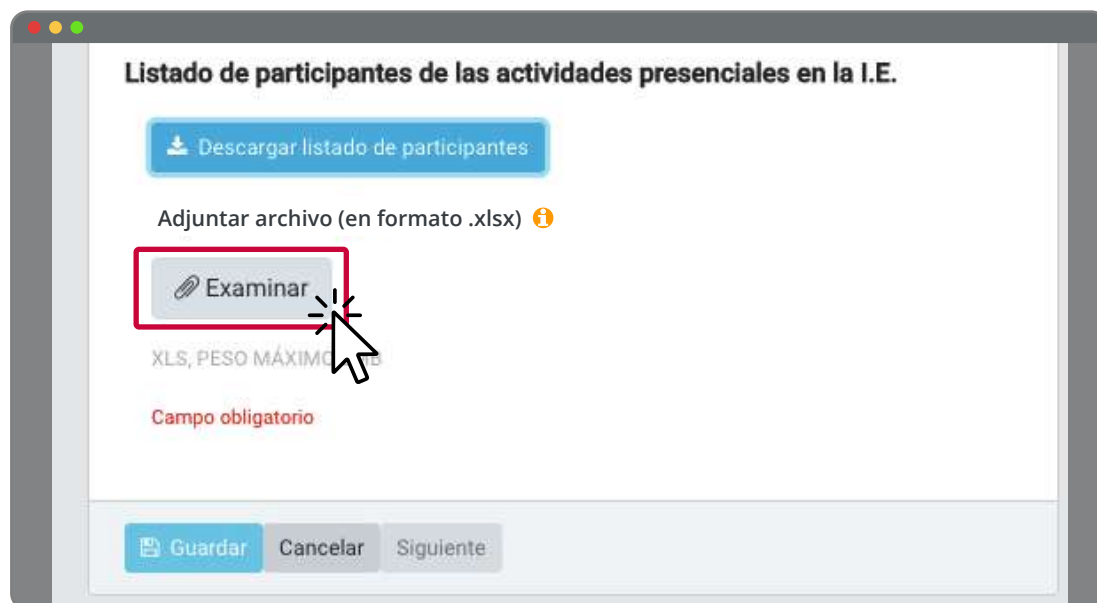 Listado de participantes de las actividades presenciales en la I.E.
Descargar listado de participantes
Adjuntar archivo (en formato .xlsx)
Examinar
XLS, PESO MÁXIMO
Campo obligatorio
Guardar Cancelar Siguiente